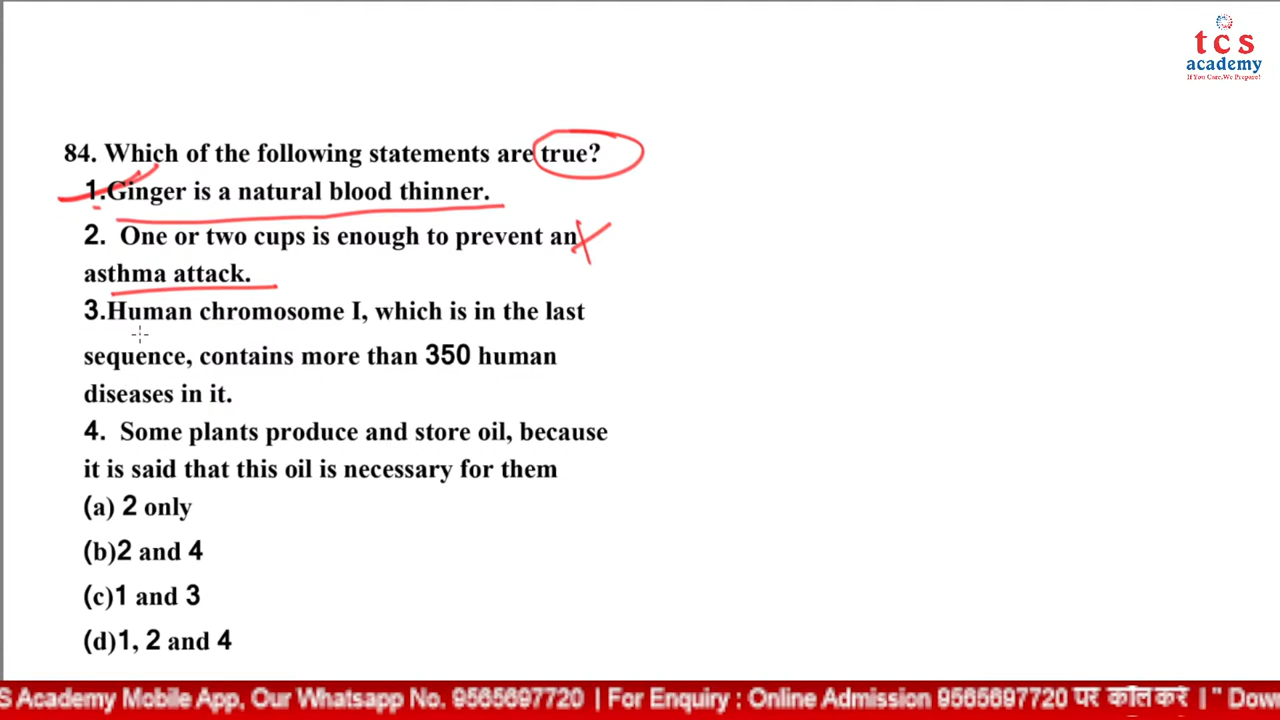 tcs
academy
If You Care, We Prepare!
84. Which of the following statements are true?
1.Ginger is a natural blood thinner.
2. One or two cups is enough to prevent an
asthma attack.
3.Human chromosome I, which is in the last
sequence, contains more than 350 human
diseases in it.
4. Some plants produce and store oil, because
it is said that this oil is necessary for them
(a) 2 only
(b)2 and 4
(c)1 and 3
(d)1, 2 and 4
S Academy Mobile App, Our Whatsapp No. 9565697720 | For Enquiry : Online Admission 9565697720 पर कॉल करे | " Dow